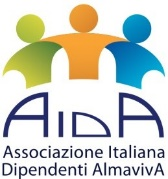 AIDA
Associazione Italiana
Dipendenti AlmavivA